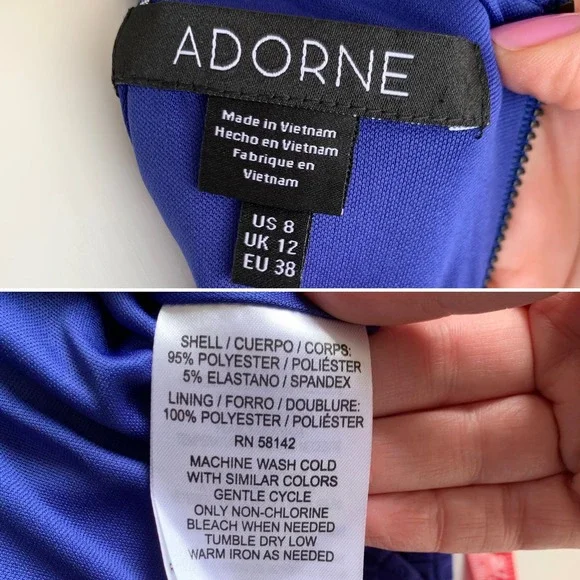 ADORNE
Made in Vietnam
Hecho en Vietnam
Fabrique en
Vietnam
US 8
UK 12
EU 38
SHELL / CUERPO / CORPS:
95% POLYESTER / POLIÉSTER
5% ELASTANO / SPANDEX
LINING / FORRO / DOUBLURE:
100% POLYESTER / POLIÉSTER
RN 58142
MACHINE WASH COLD
WITH SIMILAR COLORS
GENTLE CYCLE
ONLY NON-CHLORINE
BLEACH WHEN NEEDED
TUMBLE DRY LOW
WARM IRON AS NEEDED